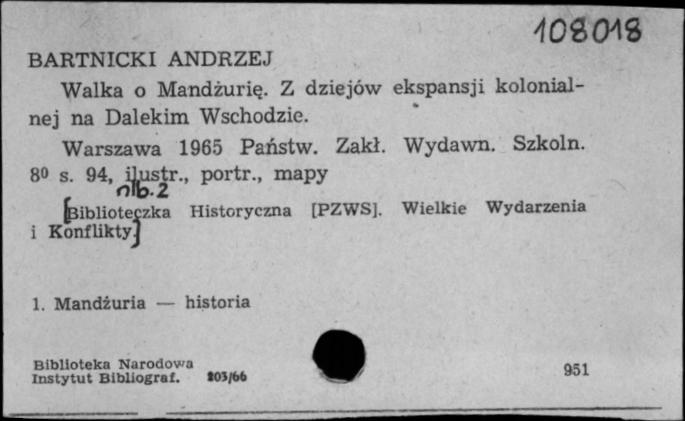 108018
BARTNICKI ANDRZEJ
Walka o Mandżurię. Z dziejów ekspansji kolonial-
nej na Dalekim Wschodzie.
Warszawa 1965 Państw. Zakł. Wydawn. Szkoln.
8⁰ s. 94, ilustr., portr., mapy
nlb. 2
[Biblioteczka Historyczna [PZWS]. Wielkie Wydarzenia
i Konflikty]
1. Mandżuria — historia
Biblioteka Narodowa
Instytut Bibliograf. 203/66
951